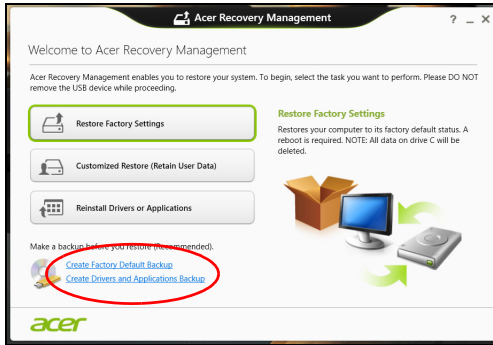 Acer Recovery Management
Welcome to Acer Recovery Management
Acer Recovery Management enables you to restore your system. To begin, select the task you want to perform. Please DO NOT
remove the USB device while proceeding.
Restore Factory Settings
Customized Restore (Retain User Data)
Reinstall Drivers or Applications
Restore Factory Settings
Restores your computer to its factory default status. A
reboot is required. NOTE: All data on drive C will be
deleted.
Make a backup before you restore (Recommended).
Create Factory Default Backup
Create Drivers and Applications Backup
acer